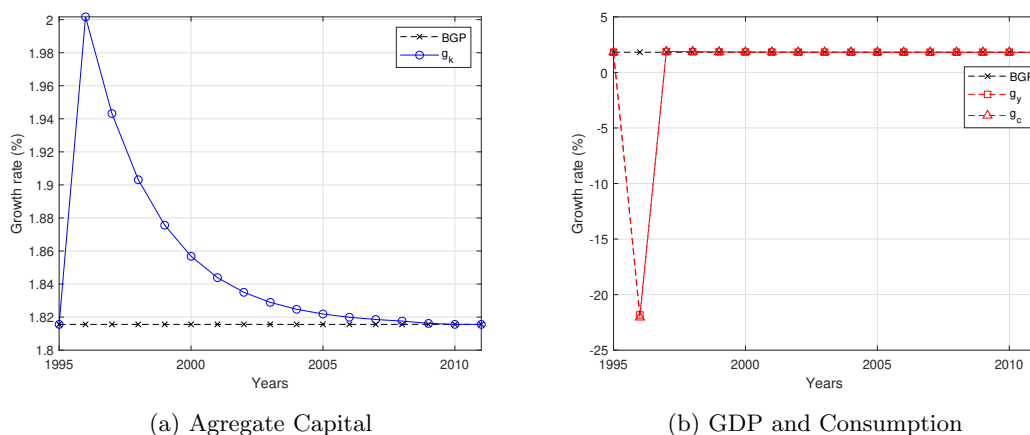 2
1.98
1.96
1.94
1.92
1.9
1.88
1.86
1.84
1.82
1.8
Growth rate (%)
1995
2000
2005
2010
Years
BGP
g_k
(a) Agregate Capital
5
0
-5
-10
-15
-20
-25
Growth rate (%)
1995
2000
2005
2010
Years
BGP
g_y
g_c
(b) GDP and Consumption